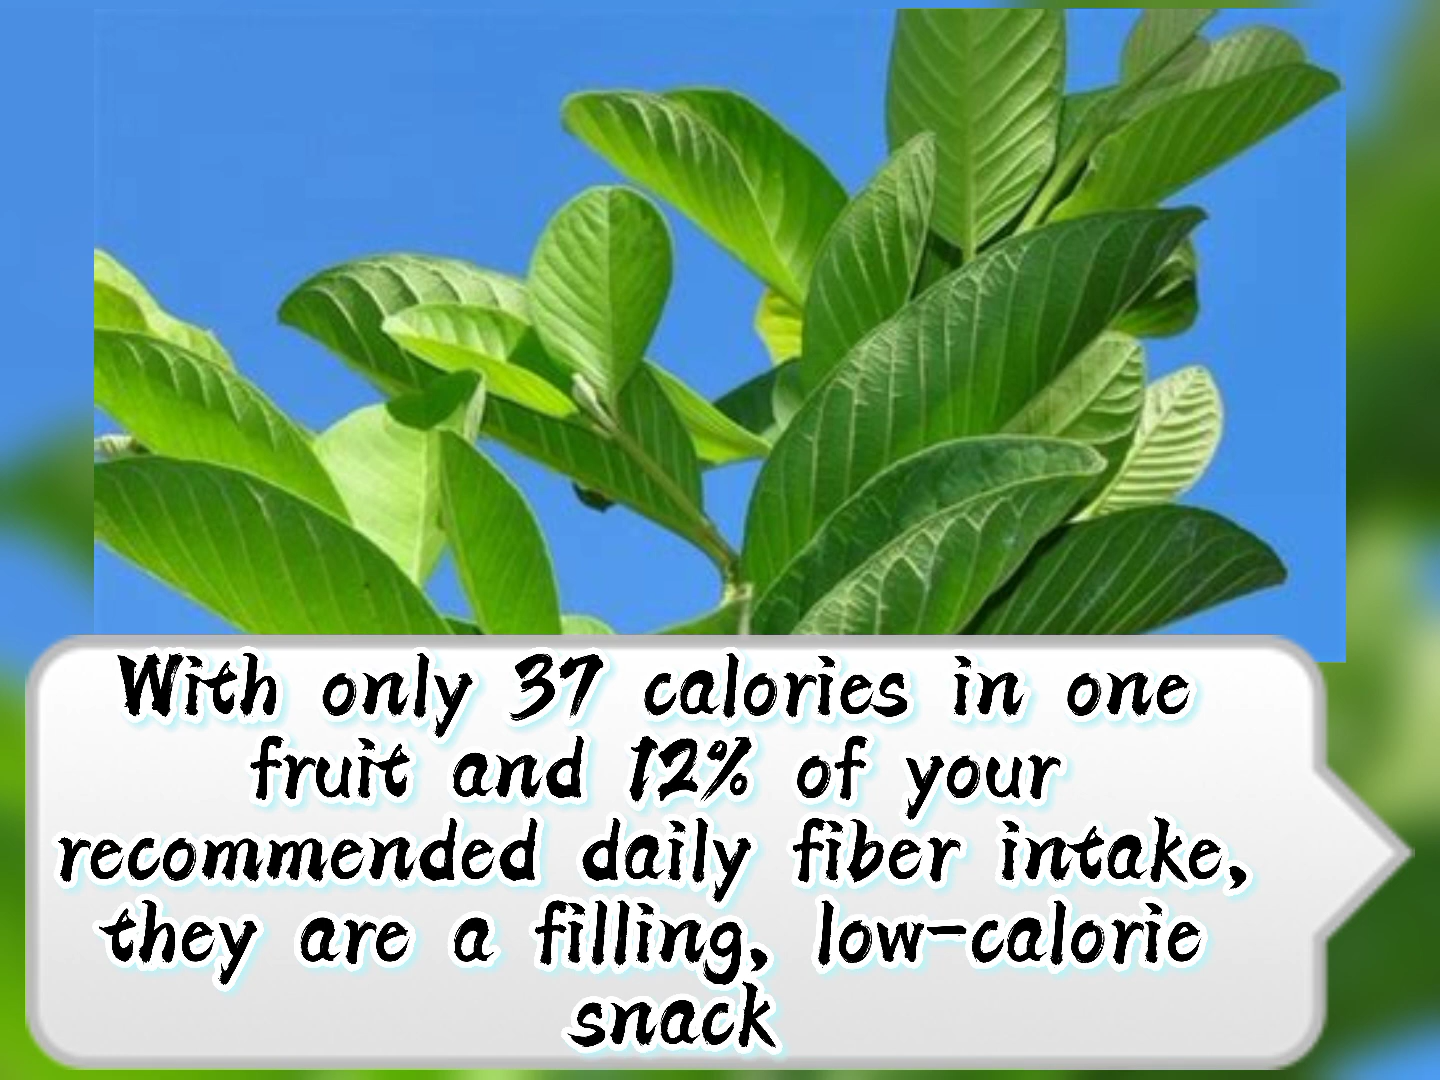 With only 37 calories in one
fruit and 12% of your
recommended daily fiber intake,
they are a filling, low-calorie
snack